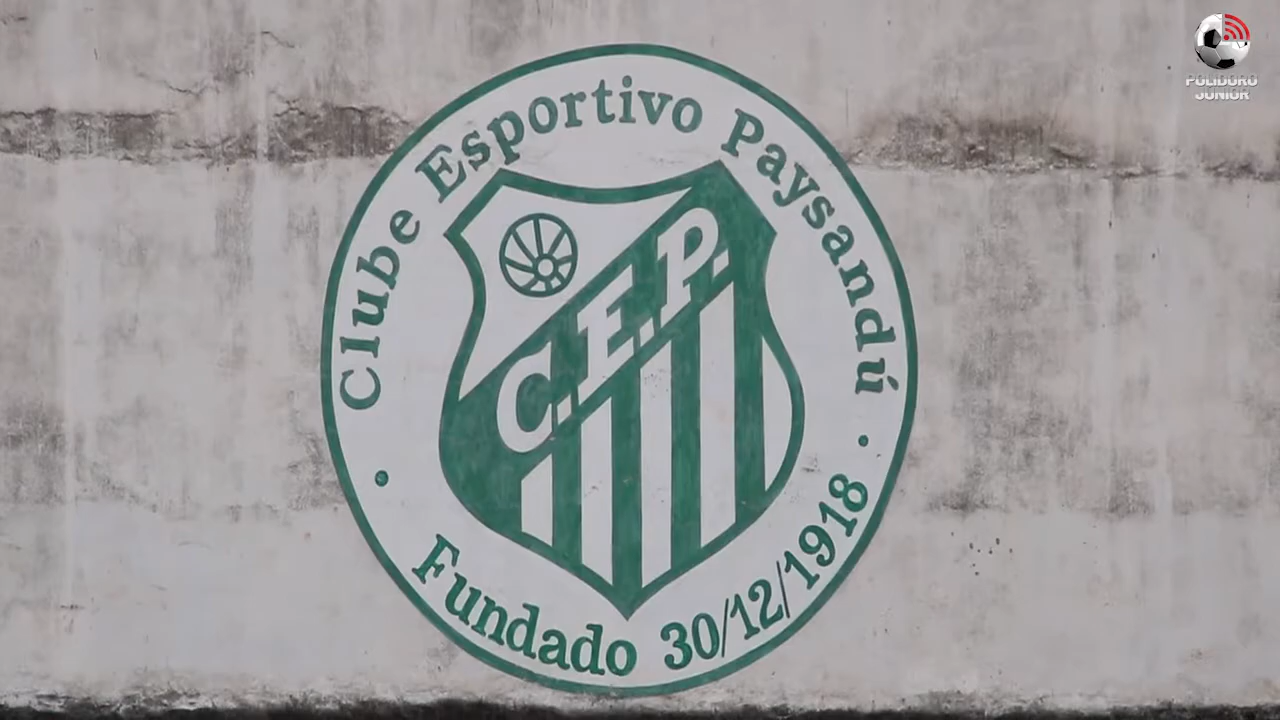 Clube Esportivo Paysandú
C.E.P.
Fundado 30/12/1918
POLIDORO
JUNIOR